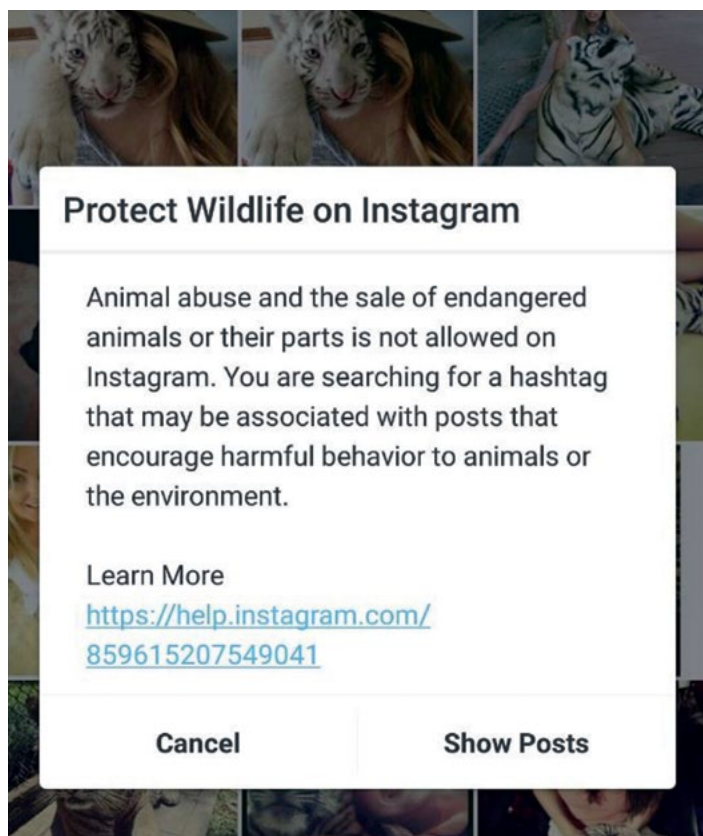 Protect Wildlife on Instagram
Animal abuse and the sale of endangered
animals or their parts is not allowed on
Instagram. You are searching for a hashtag
that may be associated with posts that
encourage harmful behavior to animals or
the environment.
Learn More
https://help.instagram.com/
859615207549041
Cancel
Show Posts